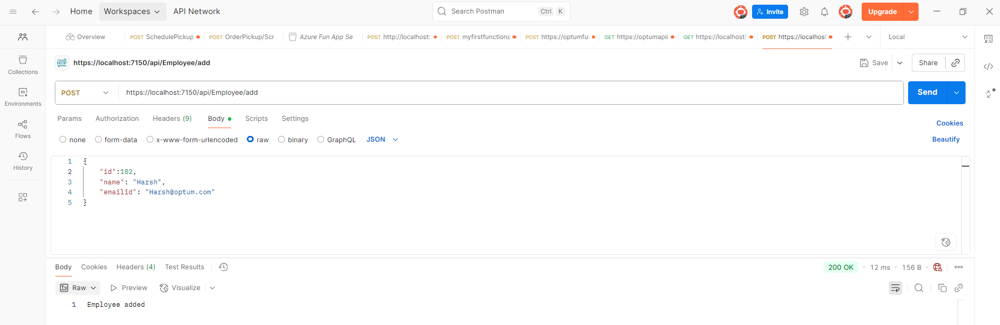 Home Workspaces API Network Search Postman Ctrl K Invite Upgrade
Overview POST SchedulePickup POST OrderPickup/Scr Azure Fun App Se POST http://localhost: POST myfirstfunctiona POST https://optumfu GET https://optumapii GET https://localhost: POST https://localhost Local
Collections
Environments
Flows
History
HTTP https://localhost:7150/api/Employee/add Save Share
POST https://localhost:7150/api/Employee/add Send
Params Authorization Headers (9) Body Scripts Settings Cookies
none form-data x-www-form-urlencoded raw binary GraphQL JSON Beautify
1 {
2 "id":102,
3 "name": "Harsh",
4 "emailid": "Harsh@optum.com"
5 }
Body Cookies Headers (4) Test Results 200 OK 12 ms 156 B
Raw Preview Visualize
1 Employee added